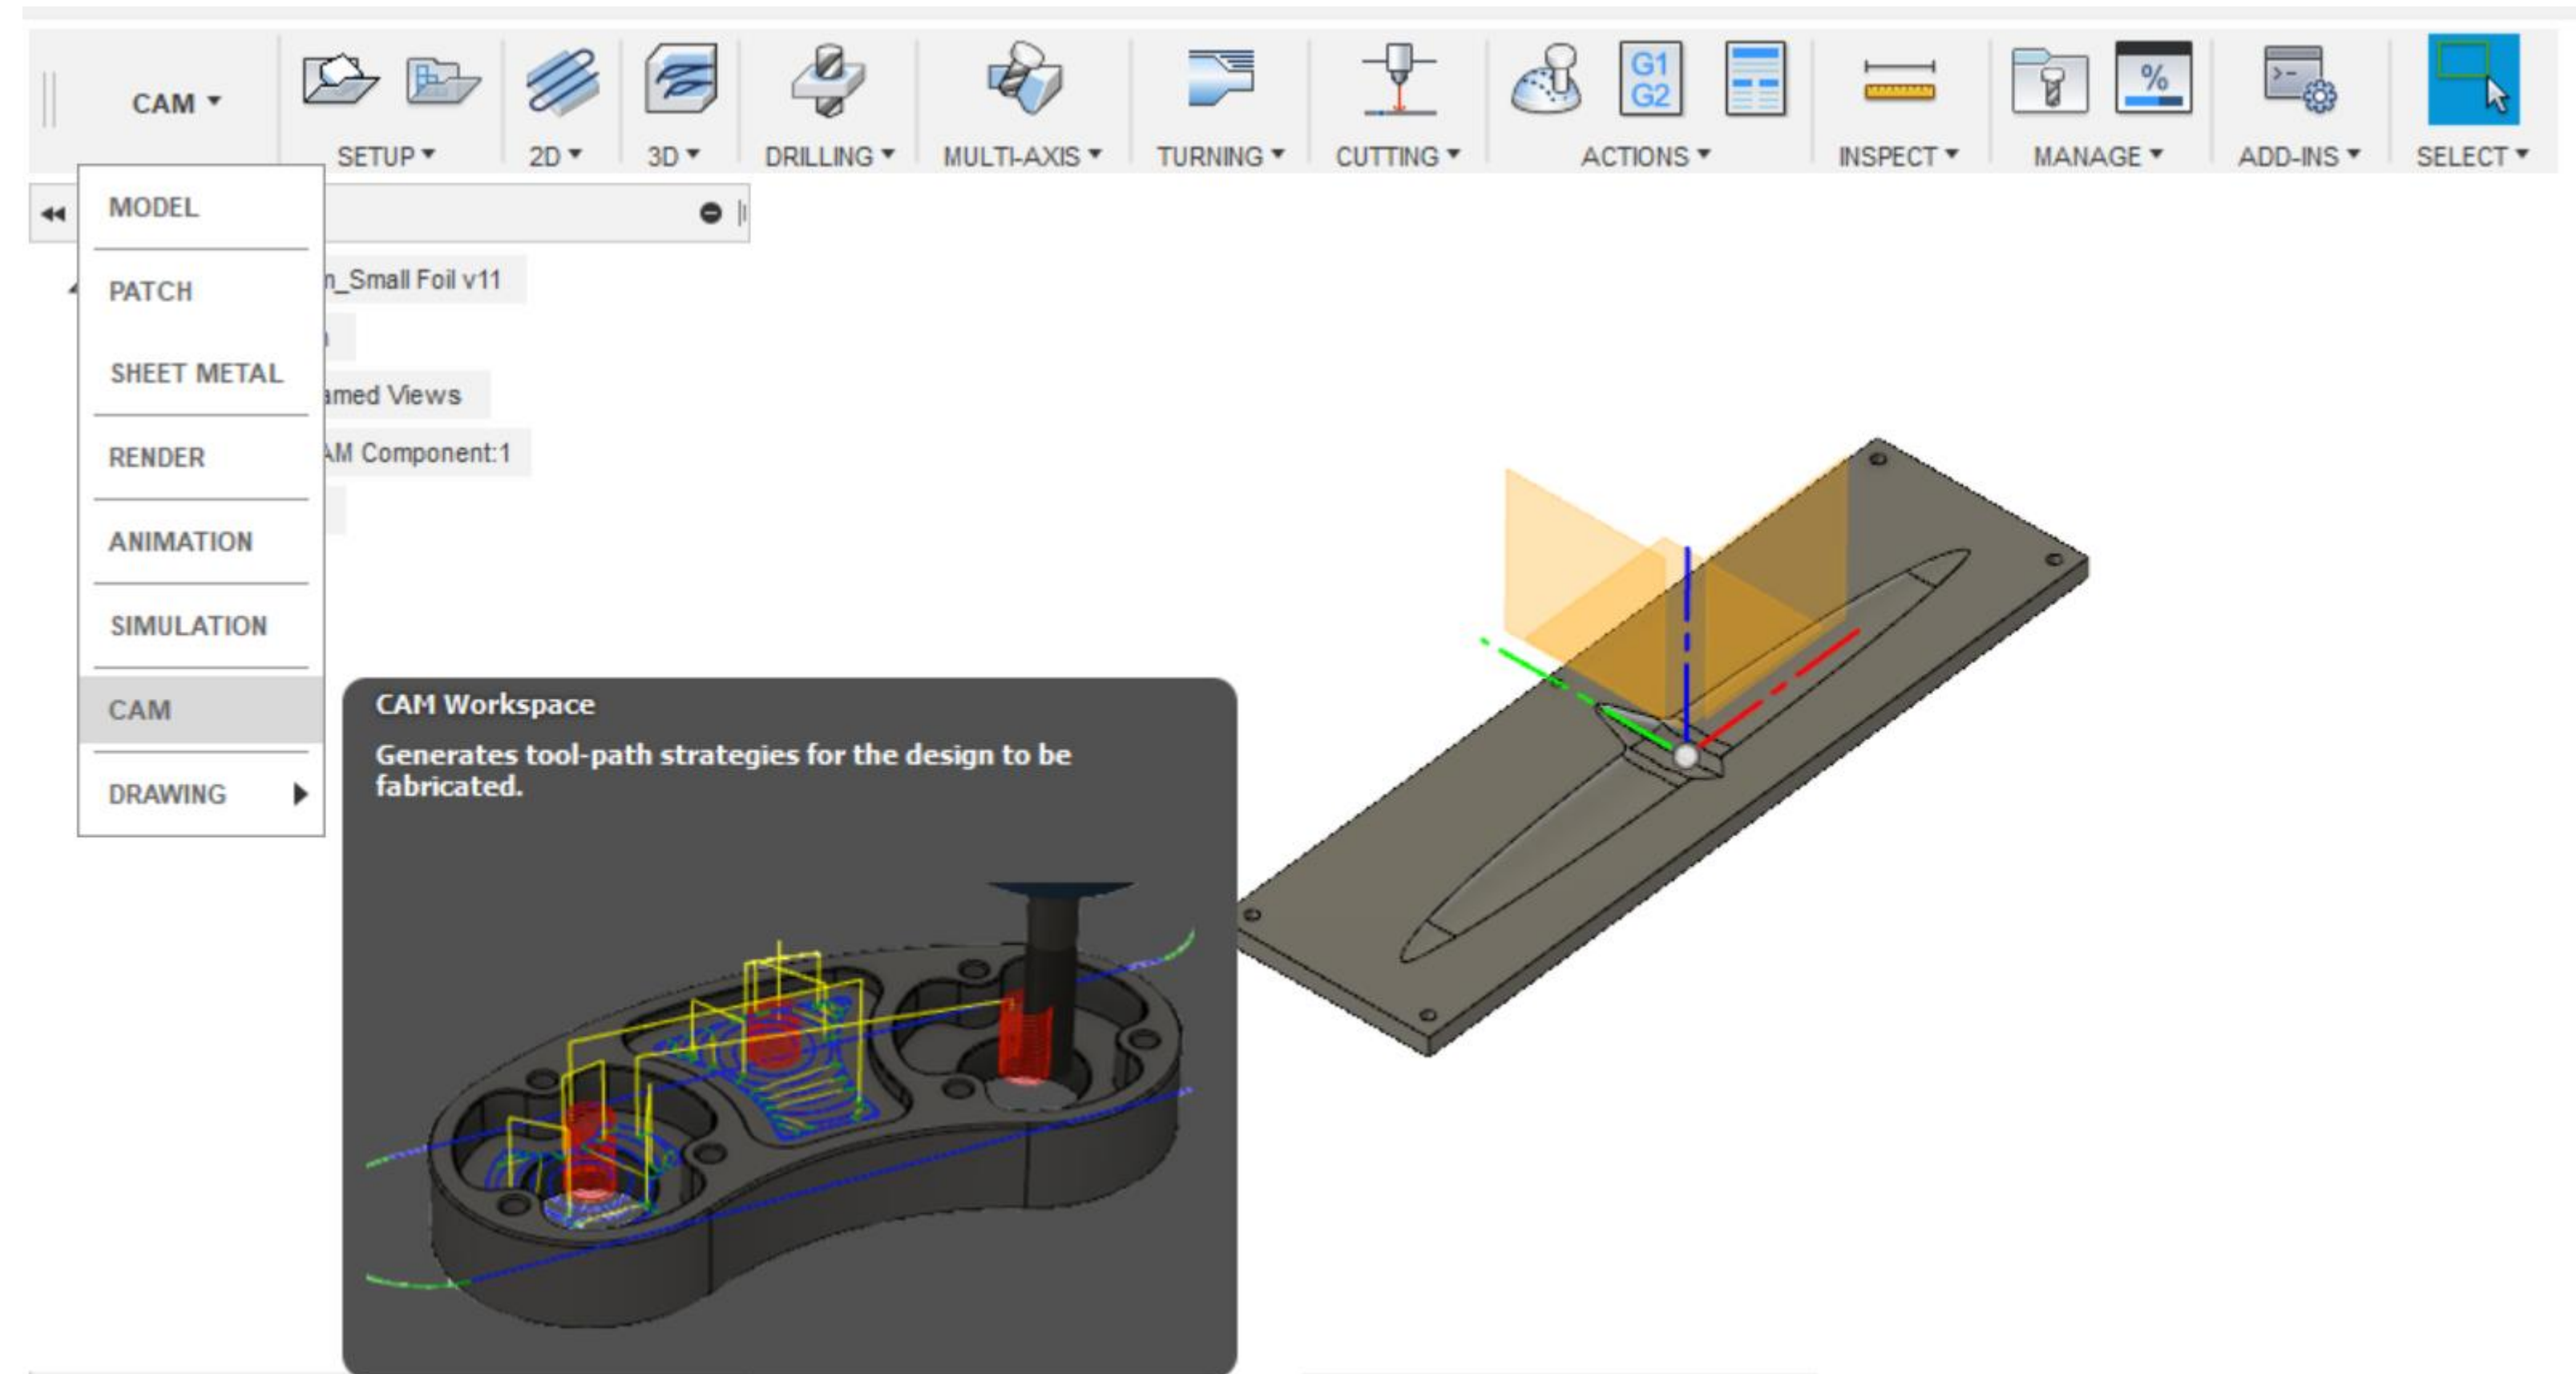 CAM
SETUP
2D
3D
DRILLING
MULTI-AXIS
TURNING
CUTTING
G1
G2
ACTIONS
INSPECT
%
MANAGE
>-
ADD-INS
SELECT
MODEL
PATCH
SHEET METAL
RENDER
ANIMATION
SIMULATION
CAM
DRAWING
n_Small Foil v11
amed Views
AM Component:1
CAM Workspace
Generates tool-path strategies for the design to be
fabricated.